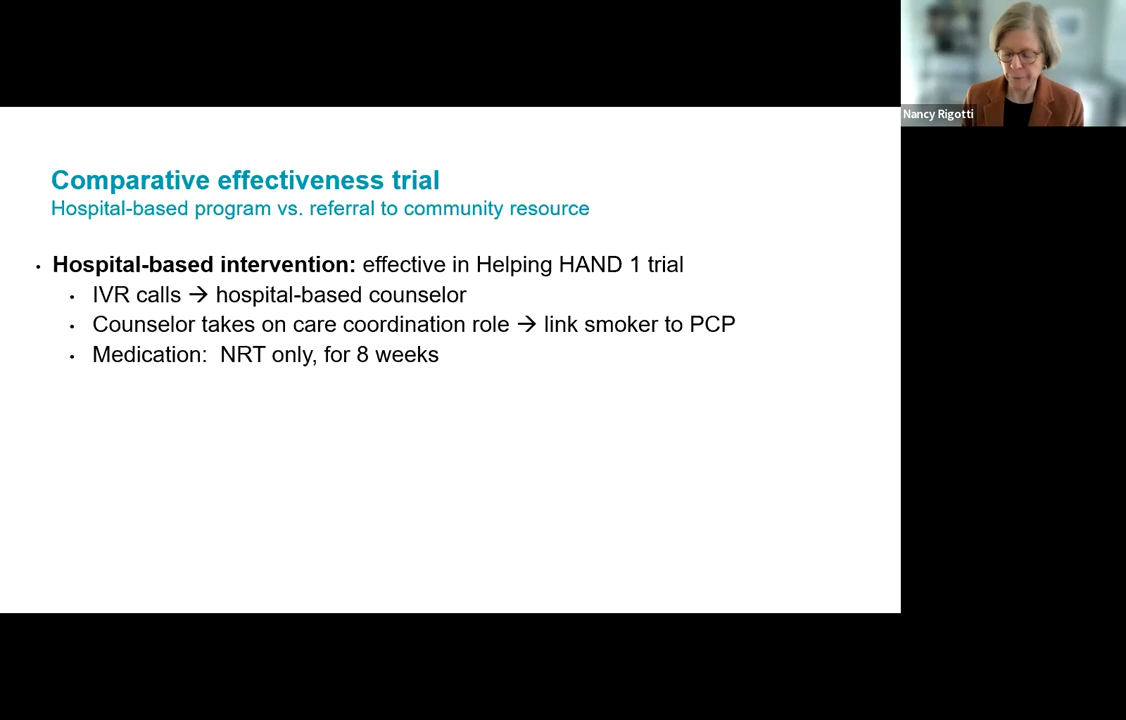 Nancy Rigotti
Comparative effectiveness trial
Hospital-based program vs. referral to community resource
• Hospital-based intervention: effective in Helping HAND 1 trial
• IVR calls → hospital-based counselor
• Counselor takes on care coordination role → link smoker to PCP
• Medication:  NRT only, for 8 weeks